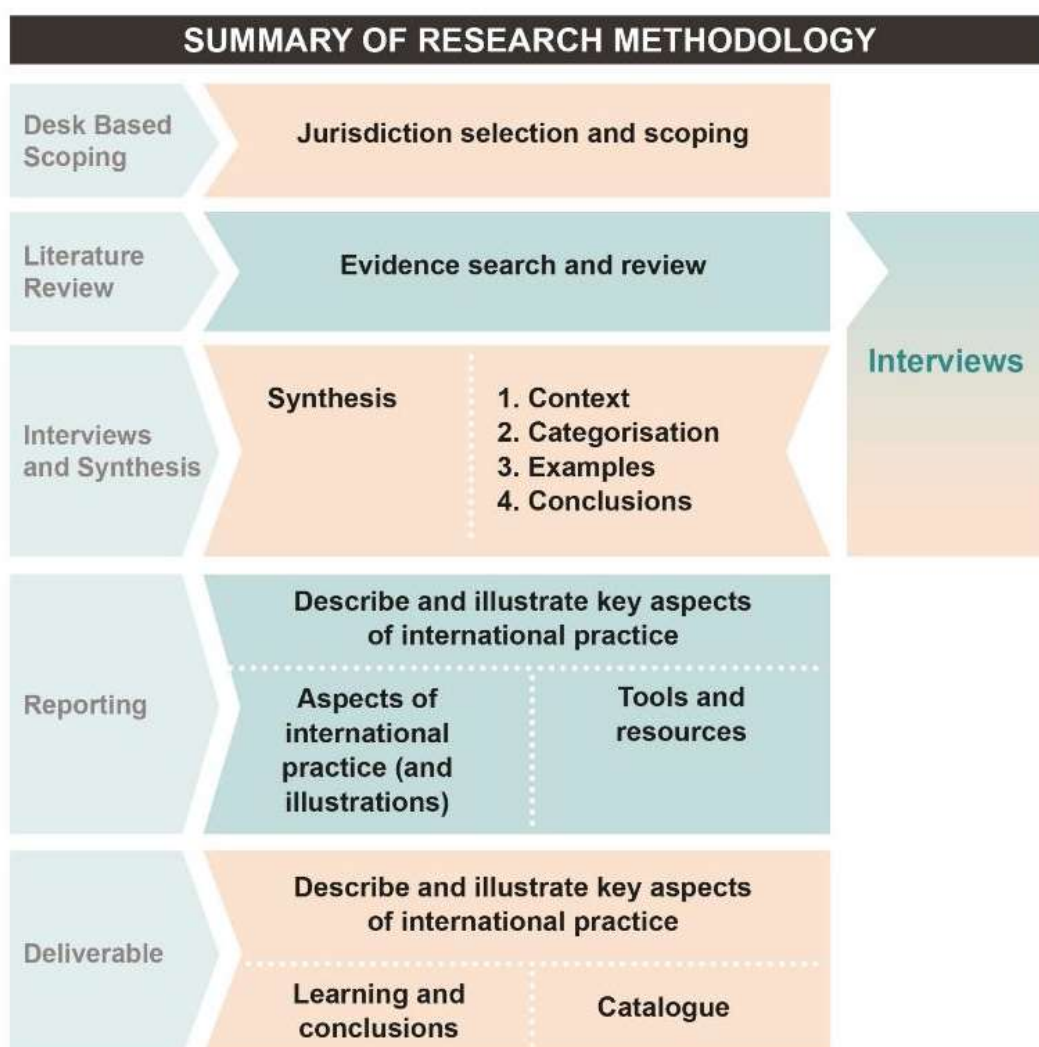 SUMMARY OF RESEARCH METHODOLOGY
Desk Based
Scoping
Jurisdiction selection and scoping
Literature
Review
Evidence search and review
Interviews
Interviews
and Synthesis
Synthesis
1. Context
2. Categorisation
3. Examples
4. Conclusions
Reporting
Describe and illustrate key aspects
of international practice
Aspects of
international
practice (and
illustrations)
Tools and
resources
Deliverable
Describe and illustrate key aspects
of international practice
Learning and
conclusions
Catalogue